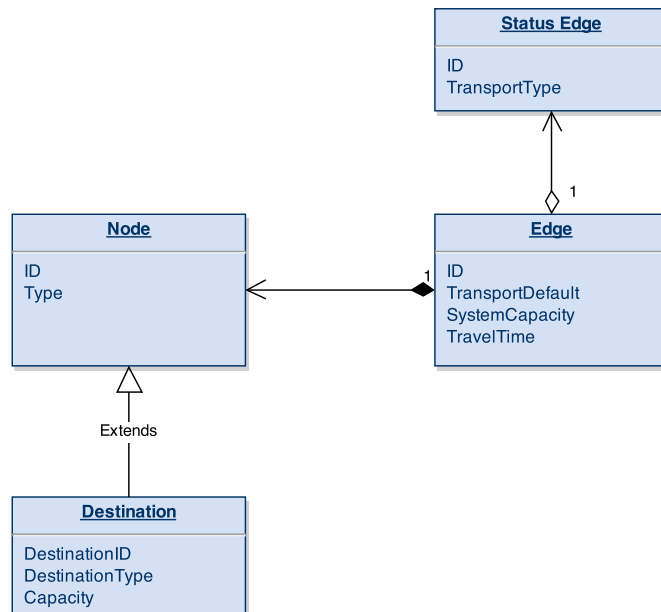 Status Edge
ID
TransportType
1
Node
ID
Type
1
Edge
ID
TransportDefault
SystemCapacity
TravelTime
Extends
Destination
DestinationID
DestinationType
Capacity